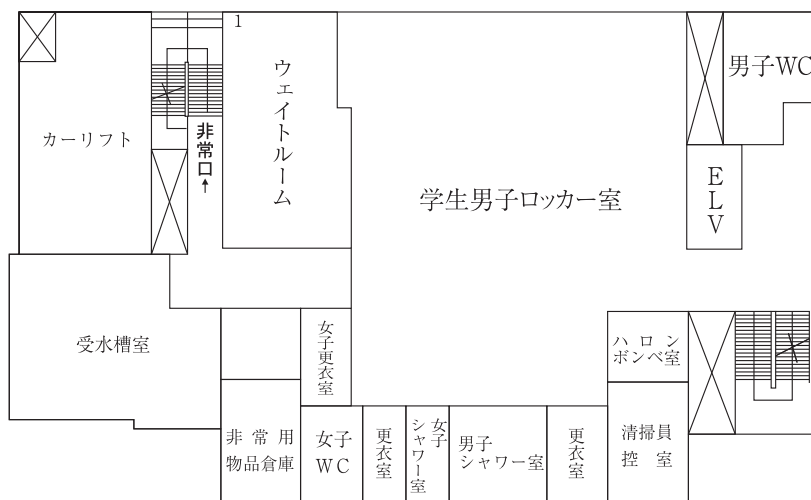 1
ウェイトルーム
男子WC
カーリフト
非常口→
学生男子ロッカー室
ELV
受水槽室
女子更衣室
ハロン
ボンベ室
非常用
物品倉庫
女子
WC
更衣室
女子
シャワー室
男子
シャワー室
更衣室
清掃員
控室